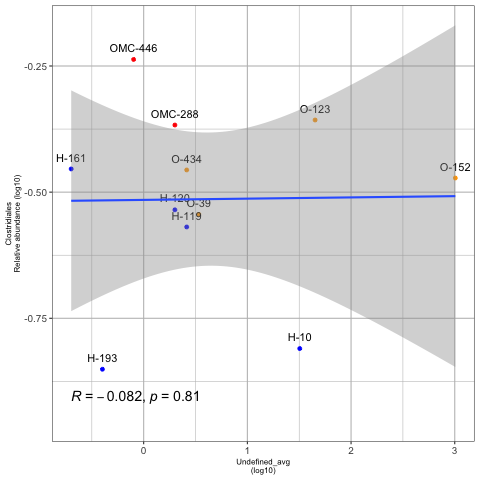 OMC-446
-0.25
OMC-288
O-123
H-161
O-434
O-152
-0.50
H-120
O-39
H-119
Clostridiales
Relative abundance (log10)
-0.75
H-10
H-193
R = −0.082, p = 0.81
0
1
2
3
Undefined_avg
(log10)